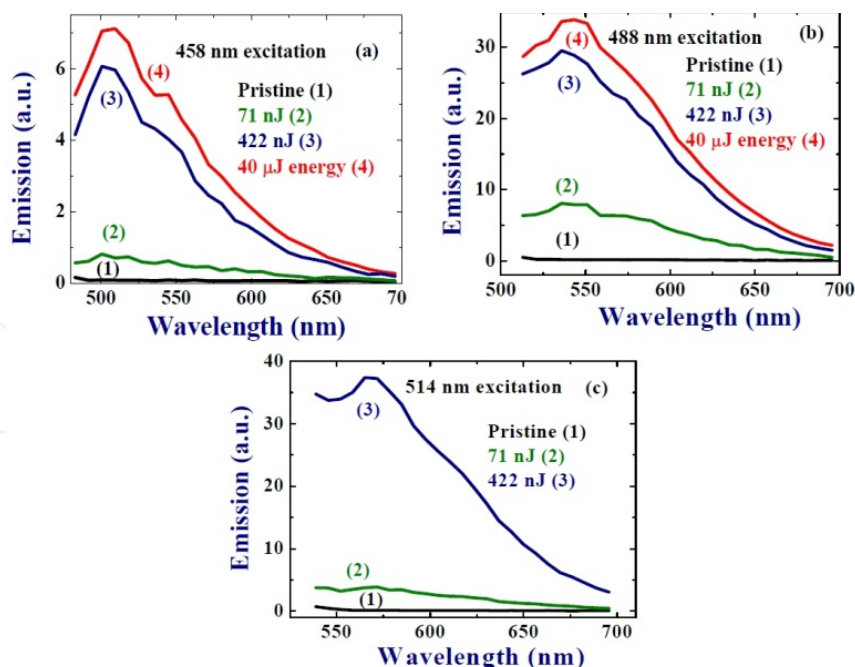 458 nm excitation (a)
Pristine (1)
71 nJ (2)
422 nJ (3)
40 μJ energy (4)
(4)
(3)
(2)
(1)
Emission (a.u.)
6
4
2
0
500 550 600 650 70
Wavelength (nm)
488 nm excitation (b)
Pristine (1)
71 nJ (2)
422 nJ (3)
40 μJ energy (4)
(4)
(3)
(2)
(1)
Emission (a.u.)
30
20
10
0
500 550 600 650 700
Wavelength (nm)
514 nm excitation (c)
Pristine (1)
71 nJ (2)
422 nJ (3)
(3)
(2)
(1)
Emission (a.u.)
40
30
20
10
0
550 600 650 700
Wavelength (nm)